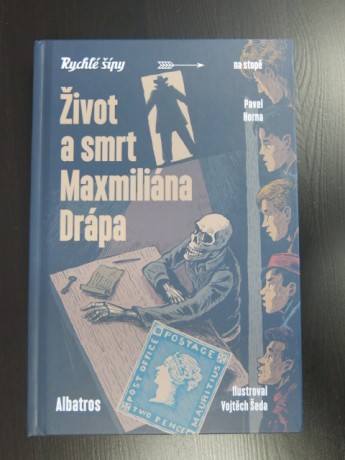 Rychlé šípy
na stopě
Život
a smrt
Maxmiliána
Drápa
Pavel
Horna
POSTAGE
POST OFFICE
MAURITIUS
TWO PENCE
Albatros
Ilustroval
Vojtěch Šeda